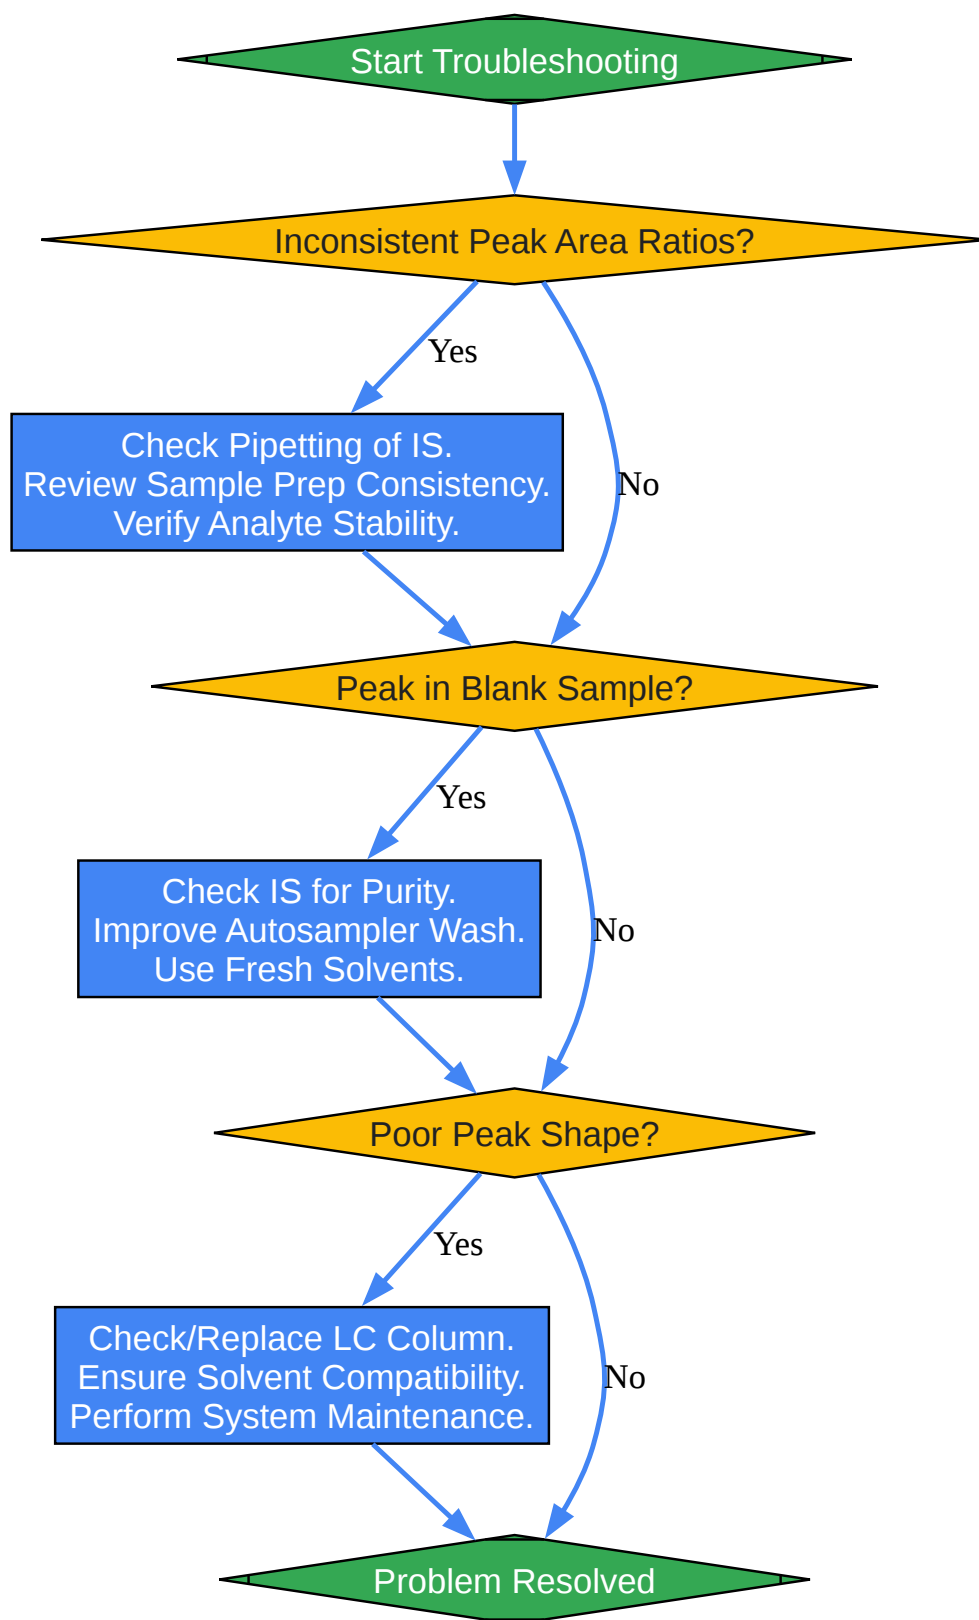 Start Troubleshooting
Inconsistent Peak Area Ratios?
Yes
Check Pipetting of IS.
Review Sample Prep Consistency.
Verify Analyte Stability.
No
Peak in Blank Sample?
Yes
Check IS for Purity.
Improve Autosampler Wash.
Use Fresh Solvents.
No
Poor Peak Shape?
Yes
Check/Replace LC Column.
Ensure Solvent Compatibility.
Perform System Maintenance.
No
Problem Resolved